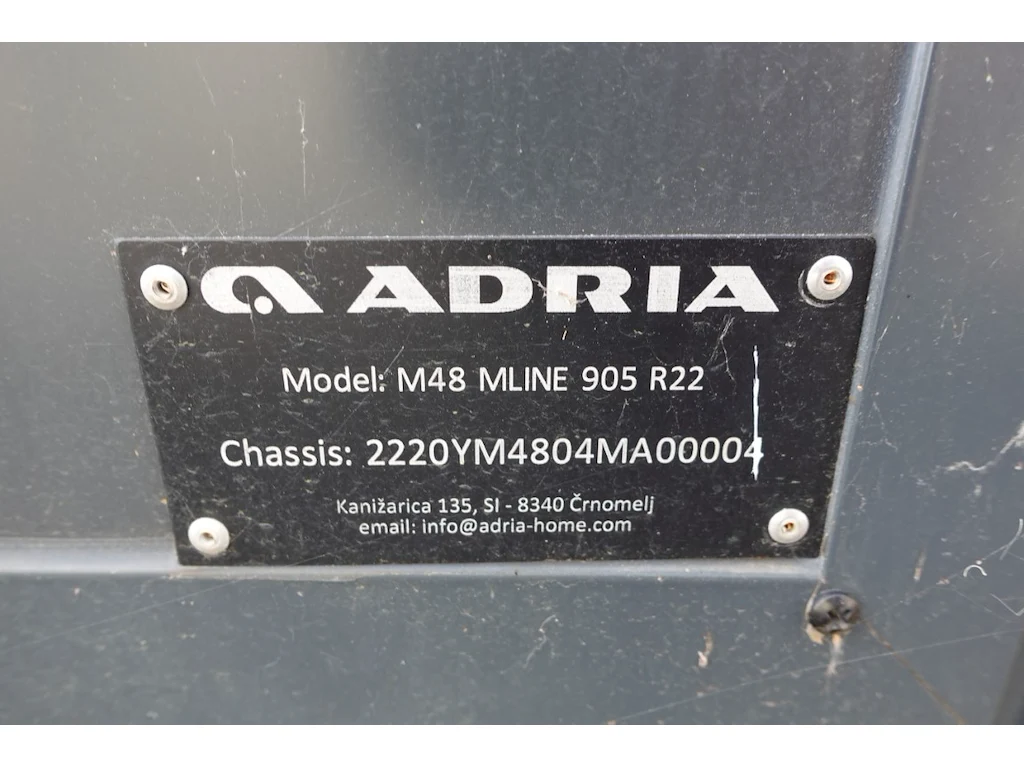 ADRIA
Model: M48 MLINE 905 R22
Chassis: 2220YM4804MA00004
Kanižarica 135, SI - 8340 Črnomelj
email: info@adria-home.com